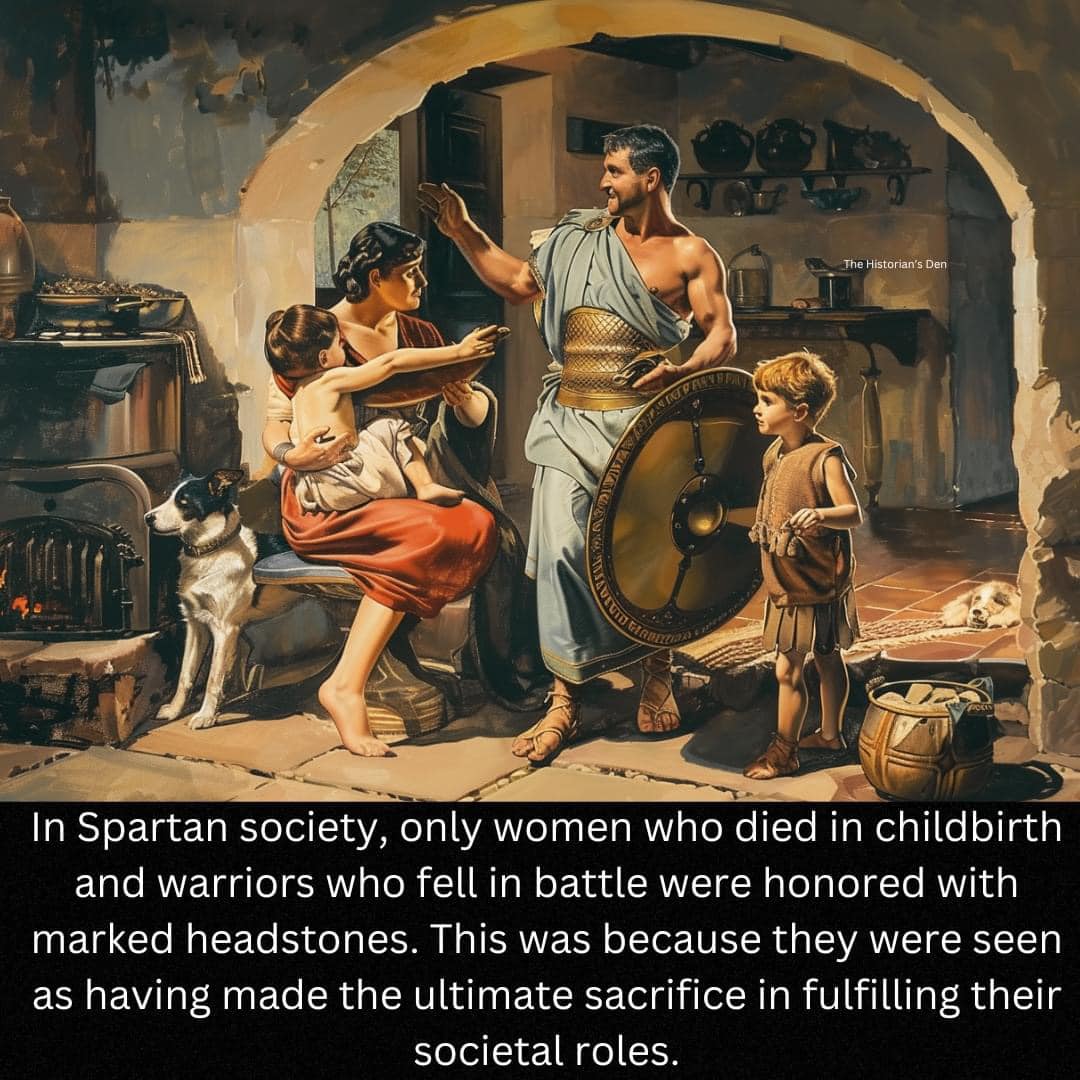 The Historian's Den
In Spartan society, only women who died in childbirth
and warriors who fell in battle were honored with
marked headstones. This was because they were seen
as having made the ultimate sacrifice in fulfilling their
societal roles.